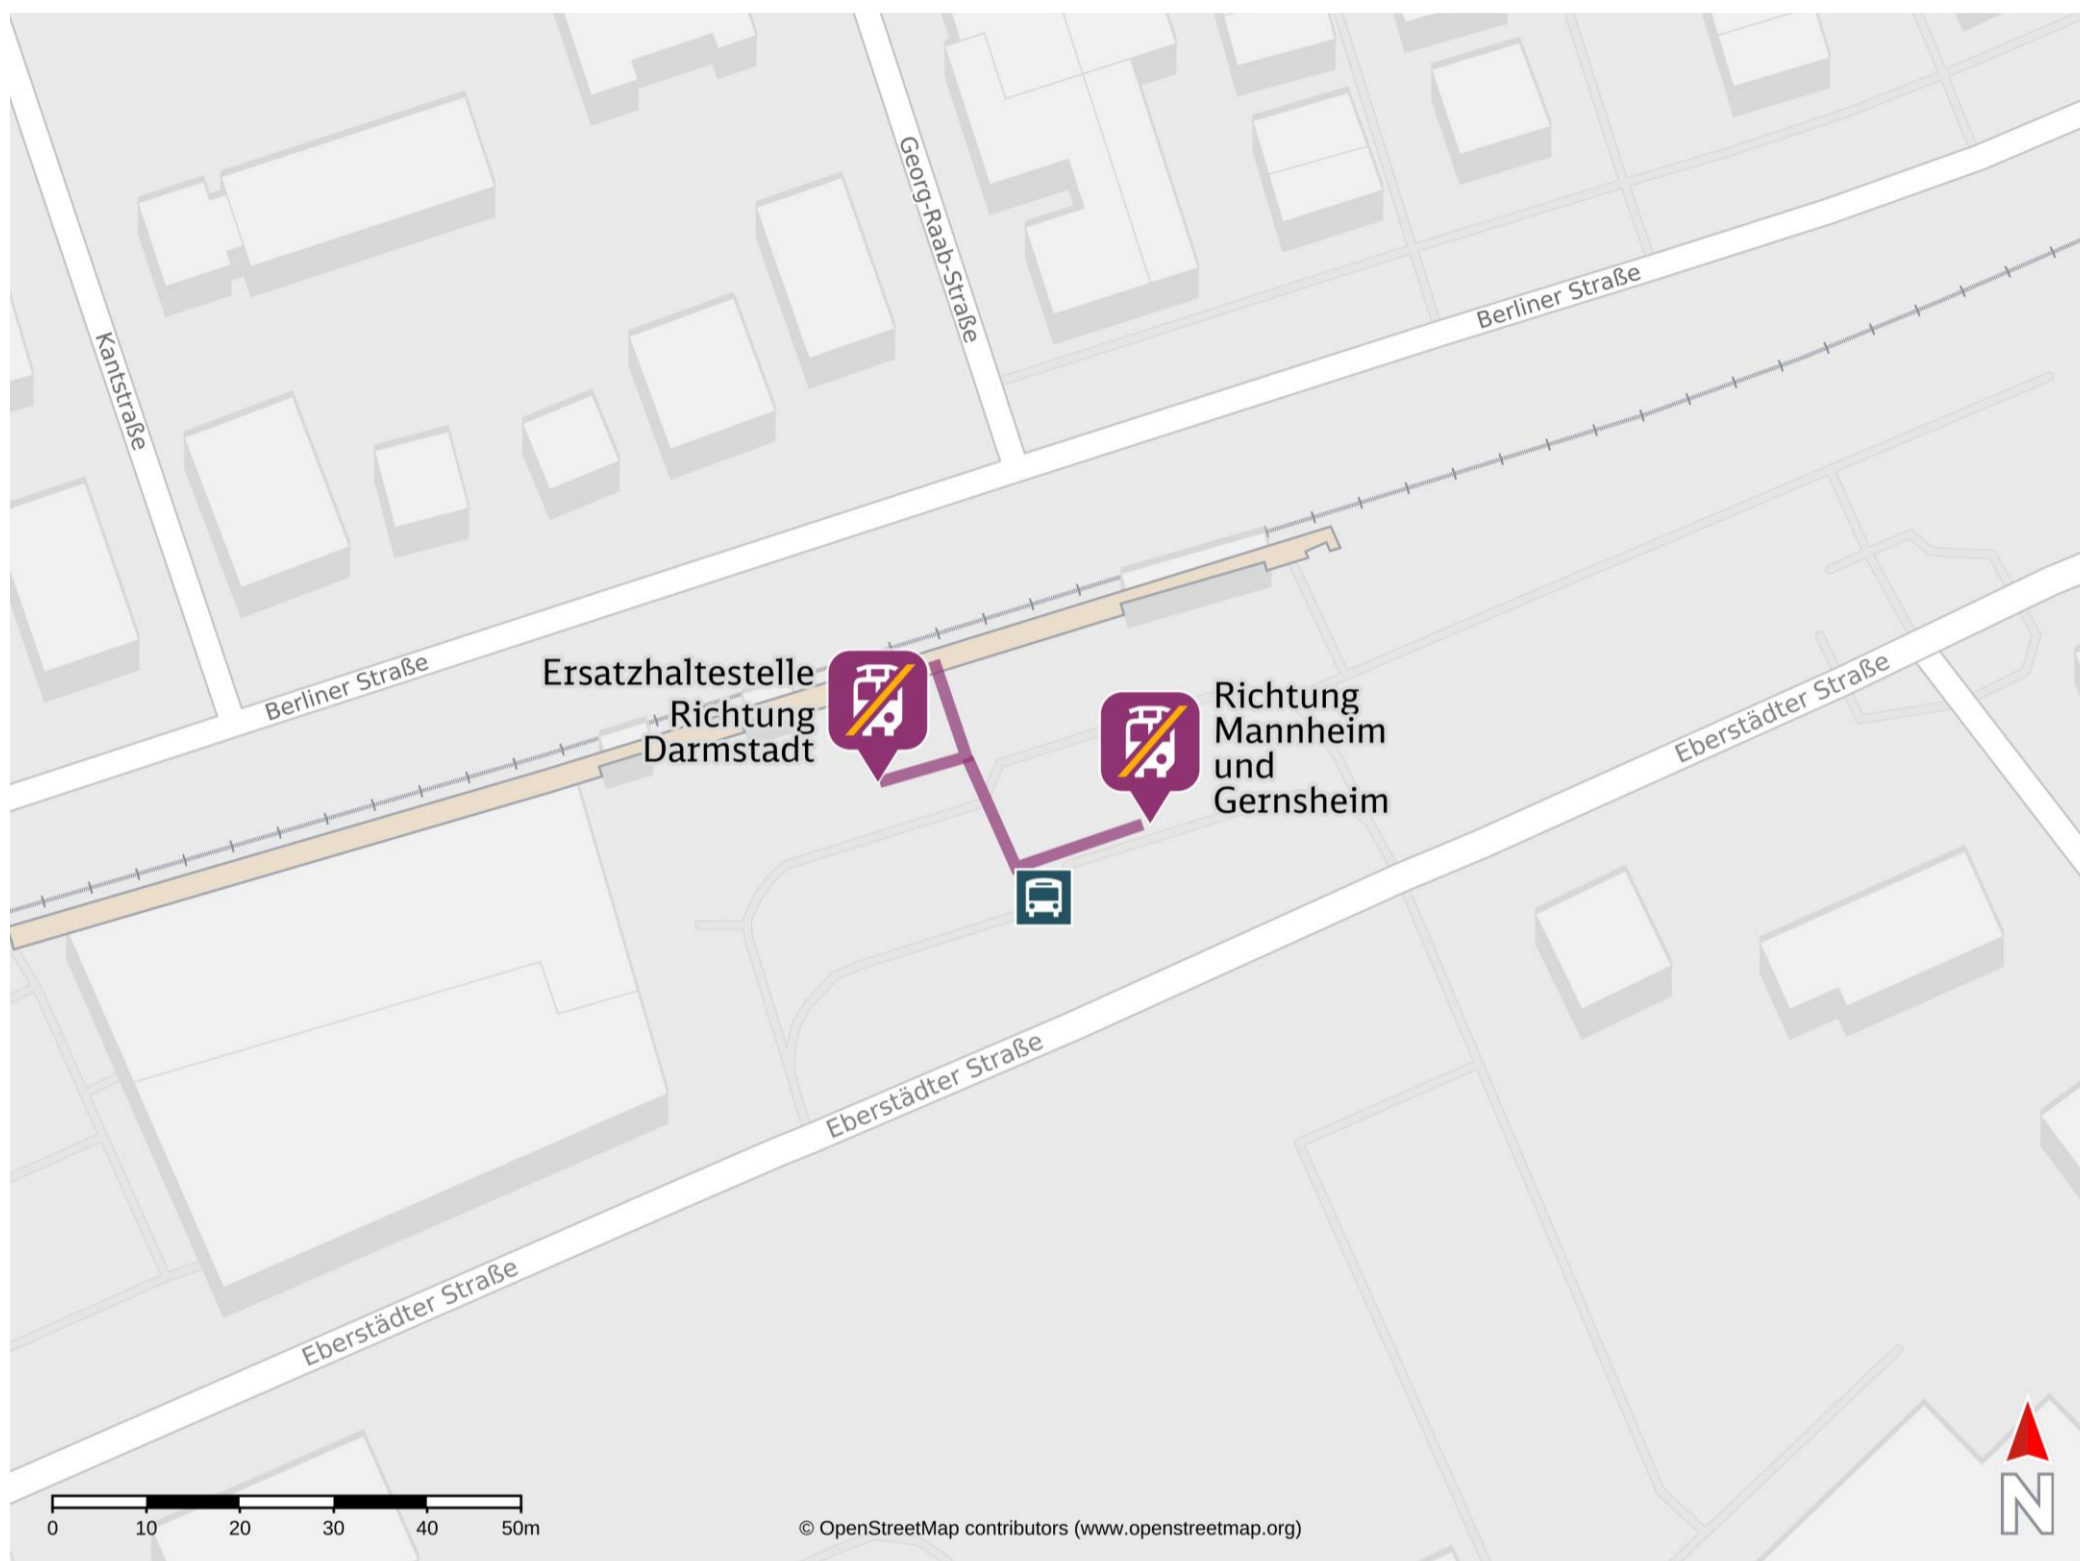 Georg-Raab-Straße
Berliner Straße
Kantstraße
Berliner Straße
Ersatzhaltestelle
Richtung
Darmstadt
Richtung
Mannheim
und
Gernsheim
Eberstädter Straße
Eberstädter Straße
Eberstädter Straße
0 10 20 30 40 50m
© OpenStreetMap contributors (www.openstreetmap.org)
N